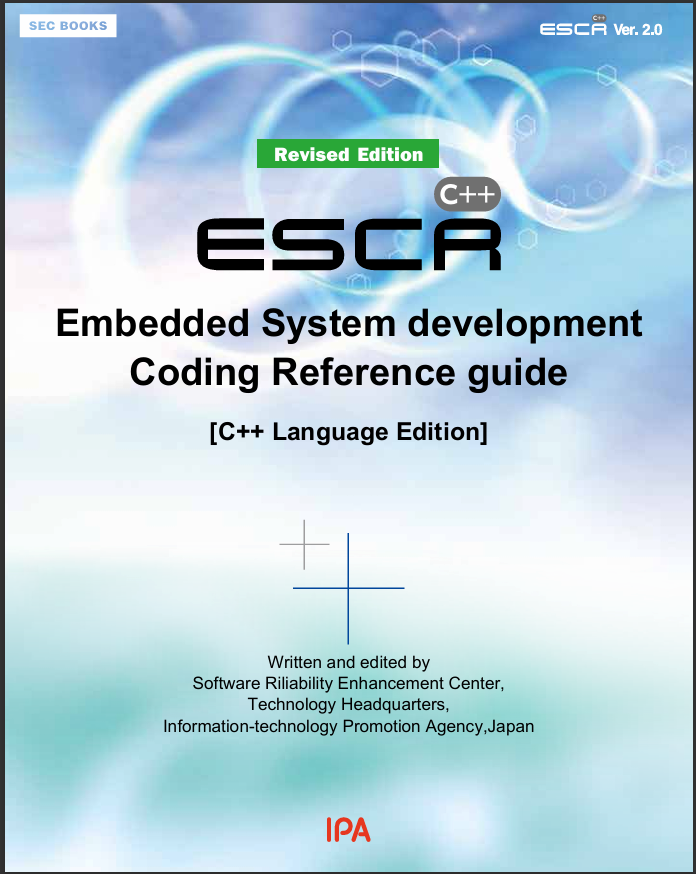 SEC BOOKS
C++
ESCR Ver. 2.0
Revised Edition
C++
ESCR
Embedded System development
Coding Reference guide
[C++ Language Edition]
Written and edited by
Software Riliability Enhancement Center,
Technology Headquarters,
Information-technology Promotion Agency,Japan
IPA